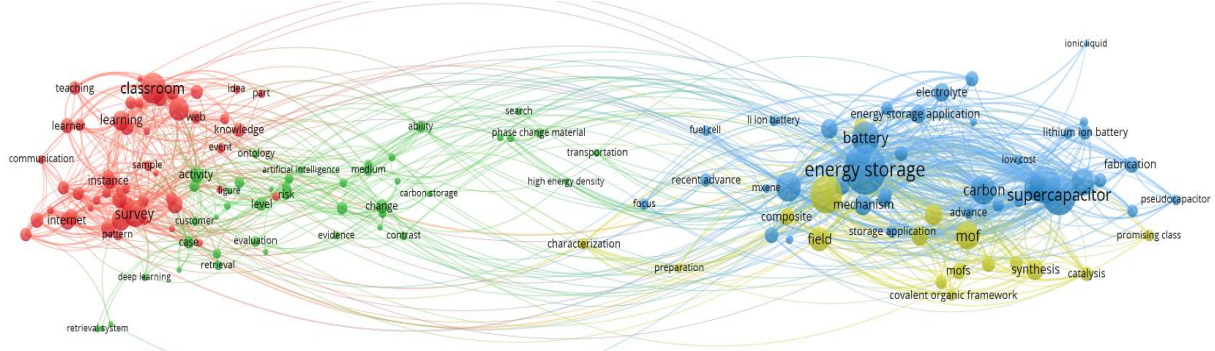 ionic liquid
teaching
classroom
idea
part
electrolyte
learner
learning
web
knowledge
search
ability
phase change material
fuel cell
li ion battery
energy storage application
battery
lithium ion battery
communication
event
ontology
sample
transportation
low cost
fabrication
instance
activity
artificial intelligence
medium
high energy density
recent advance
mxene
energy storage
figure
risk
carbon storage
carbon
supercapacitor
pseudocapacitor
internet
survey
customer
level
change
focus
composite
mechanism
advance
pattern
case
evaluation
evidence
contrast
characterization
field
storage application
mof
promising class
deep learning
retrieval
preparation
mofs
synthesis
catalysis
covalent organic framework
retrieval system